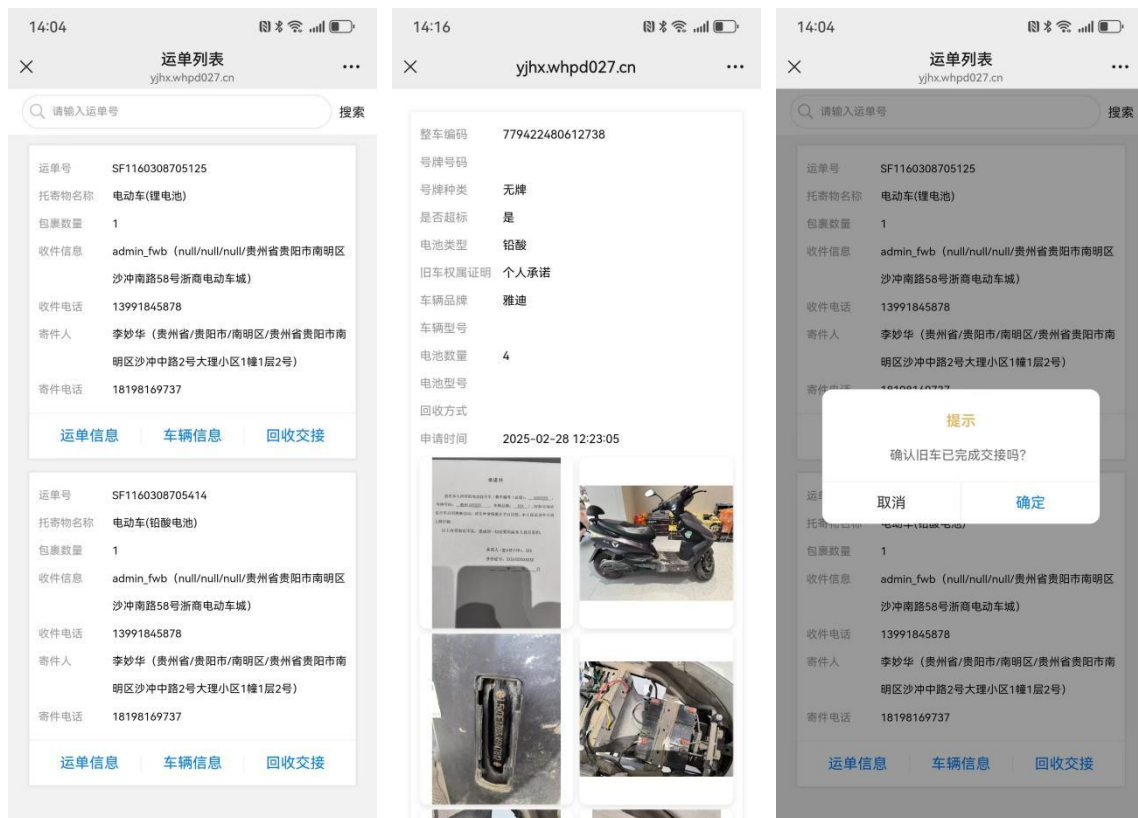 14:04
运单列表
yjhx.whpd027.cn
请输入运单号
搜索
运单号 SF1160308705125
托寄物名称 电动车(锂电池)
包裹数量 1
收件信息 admin_fwb（null/null/null/贵州省贵阳市南明区
沙冲南路58号浙商电动车城）
收件电话 13991845878
寄件人 李妙华（贵州省/贵阳市/南明区/贵州省贵阳市南
明区沙冲中路2号大理小区1幢1层2号）
寄件电话 18198169737
运单信息 车辆信息 回收交接
运单号 SF1160308705414
托寄物名称 电动车(铅酸电池)
包裹数量 1
收件信息 admin_fwb（null/null/null/贵州省贵阳市南明区
沙冲南路58号浙商电动车城）
收件电话 13991845878
寄件人 李妙华（贵州省/贵阳市/南明区/贵州省贵阳市南
明区沙冲中路2号大理小区1幢1层2号）
寄件电话 18198169737
运单信息 车辆信息 回收交接
14:16
yjhx.whpd027.cn
整车编码 779422480612738
号牌号码
号牌种类 无牌
是否超标 是
电池类型 铅酸
旧车权属证明 个人承诺
车辆品牌 雅迪
车辆型号
电池数量 4
电池型号
回收方式
申请时间 2025-02-28 12:23:05
14:04
运单列表
yjhx.whpd027.cn
请输入运单号
搜索
运单号 SF1160308705125
托寄物名称 电动车(锂电池)
包裹数量 1
收件信息 admin_fwb（null/null/null/贵州省贵阳市南明区
沙冲南路58号浙商电动车城）
收件电话 13991845878
寄件人 李妙华（贵州省/贵阳市/南明区/贵州省贵阳市南
明区沙冲中路2号大理小区1幢1层2号）
寄件电话 18198169737
提示
确认旧车已完成交接吗?
取消 确定
托寄物名称 电动车(铅酸电池)
包裹数量 1
收件信息 admin_fwb（null/null/null/贵州省贵阳市南明区
沙冲南路58号浙商电动车城）
收件电话 13991845878
寄件人 李妙华（贵州省/贵阳市/南明区/贵州省贵阳市南
明区沙冲中路2号大理小区1幢1层2号）
寄件电话 18198169737
运单信息 车辆信息 回收交接